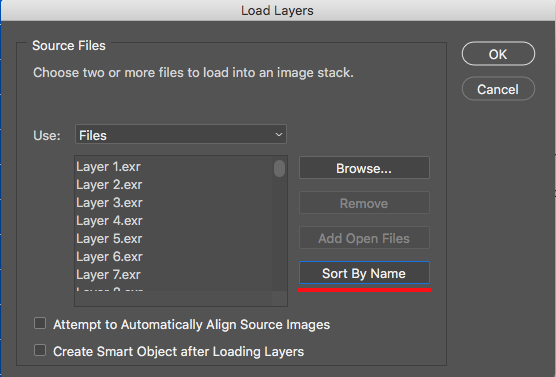 Load Layers
Source Files
Choose two or more files to load into an image stack.
OK
Cancel
Use: Files
Layer 1.exr
Layer 2.exr
Layer 3.exr
Layer 4.exr
Layer 5.exr
Layer 6.exr
Layer 7.exr
Browse...
Remove
Add Open Files
Sort By Name
Attempt to Automatically Align Source Images
Create Smart Object after Loading Layers